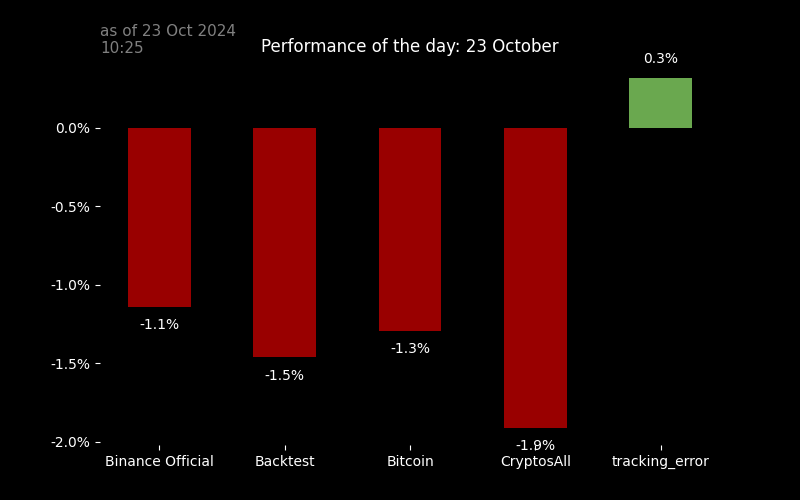 as of 23 Oct 2024
10:25
Performance of the day: 23 October
0.3%
0.0%
-0.5%
-1.0%
-1.5%
-2.0%
-1.1%
-1.5%
-1.3%
-1.9%
Binance Official
Backtest
Bitcoin
CryptosAll
tracking_error